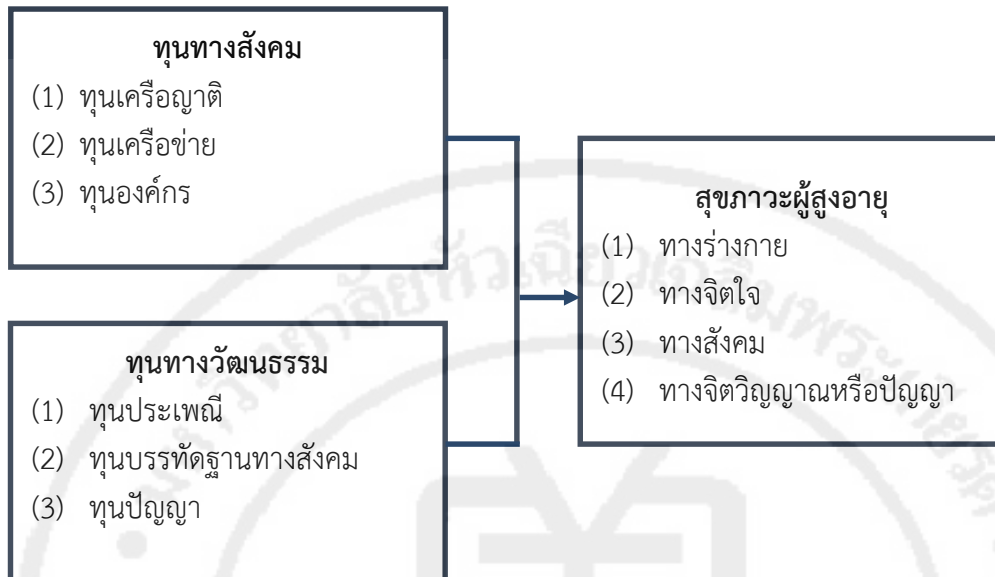 ทุนทางสังคม
(1) ทุนเครือญาติ
(2) ทุนเครือข่าย
(3) ทุนองค์กร
สุขภาวะผู้สูงอายุ
(1) ทางร่างกาย
(2) ทางจิตใจ
(3) ทางสังคม
(4) ทางจิตวิญญาณหรือปัญญา
ทุนทางวัฒนธรรม
(1) ทุนประเพณี
(2) ทุนบรรทัดฐานทางสังคม
(3) ทุนปัญญา